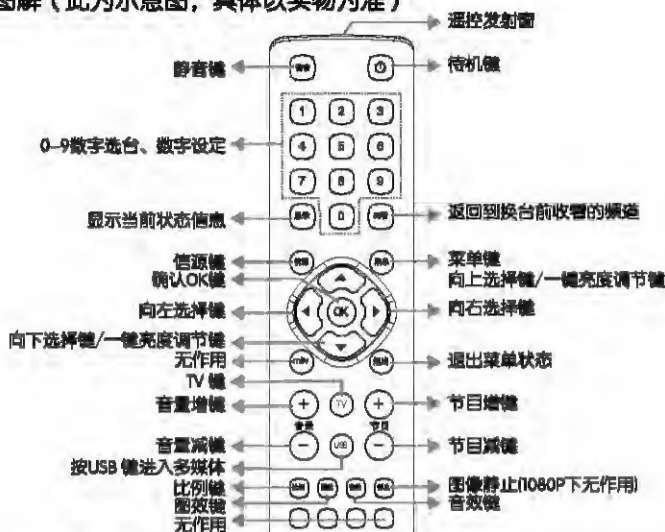 图解（此为示意图，具体以实物为准）
遥控发射窗
静音键
待机键
1 2 3
0-9数字选台、数字设定
4 5 6
7 8 9
显示当前状态信息
0
返回到换台前收看的频道
信源键
菜单键
确认OK键
向上选择键/一键亮度调节键
向左选择键
OK
向右选择键
向下选择键/一键亮度调节键
无作用
退出菜单状态
TV 键
音量增键
+ TV +
节目增键
音量
节目
音量减键
- USB -
节目减键
按USB 键进入多媒体
比例键
图像静止(1080P下无作用)
图效键
音效键
无作用